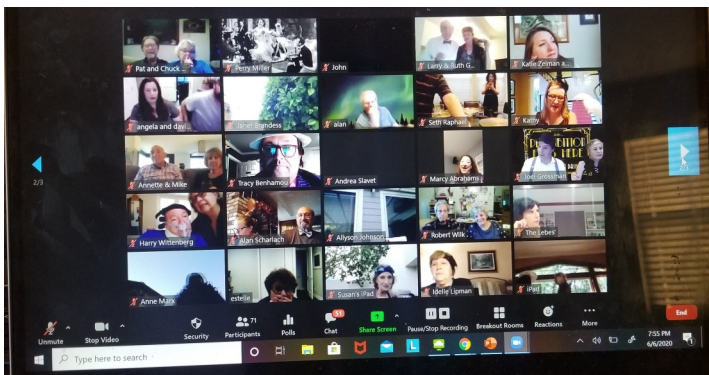 Pat and Chuck ...
Perry Miller
John
Larry & Ruth G...
Katie Zelman a...
angela and davi...
Janet Brandess
alan
Seth Raphael
Kathy
Annette & Mike
Tracy Benhamou
Andrea Slavet
Marcy Abrahams
Joel Grossman
Harry Wittenberg
Alan Scharlach
Allyson Johnson
Robert Wilk
The Lebes'
Anne Marx
estelle
Susan's iPad
Idelle Lipman
iPad
2/3
Unmute
Stop Video
Security
71
Participants
Polls
51
Chat
Share Screen
Pause/Stop Recording
Breakout Rooms
Reactions
More
End
Type here to search
7:55 PM
6/6/2020